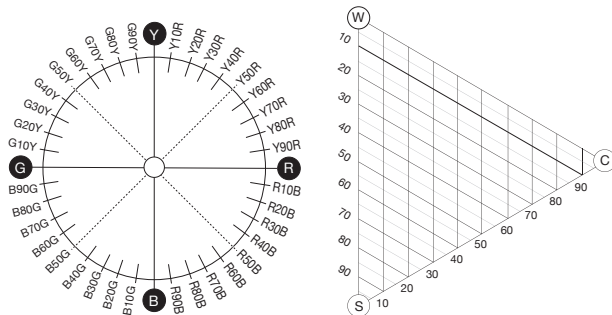 Y
Y10R
Y20R
Y30R
Y40R
Y50R
Y60R
Y70R
Y80R
Y90R
R
R10B
R20B
R30B
R40B
R50B
R60B
R70B
R80B
R90B
B
B10G
B20G
B30G
B40G
B50G
B60G
B70G
B80G
B90G
G
G10Y
G20Y
G30Y
G40Y
G50Y
G60Y
G70Y
G80Y
G90Y
W
10
20
30
40
50
60
70
80
90
S
10
20
30
40
50
60
70
80
90
C